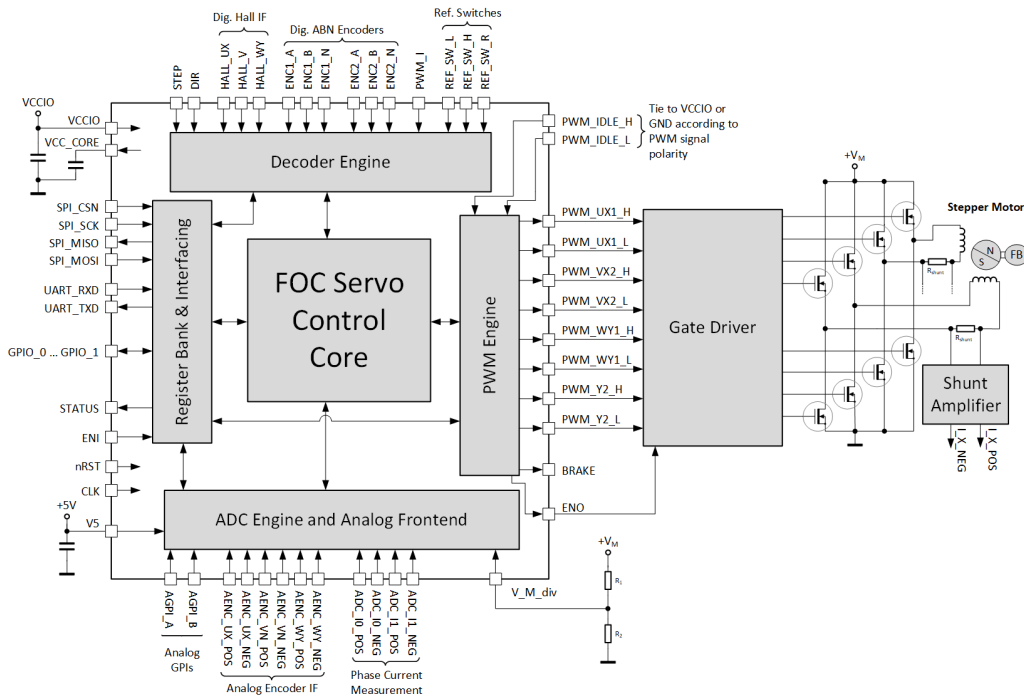 Dig. Hall IF
Dig. ABN Encoders
Ref. Switches
STEP
DIR
HALL_UX
HALL_V
HALL_WY
ENC1_A
ENC1_B
ENC1_N
ENC2_A
ENC2_B
ENC2_N
PWM_I
REF_SW_L
REF_SW_H
REF_SW_R
VCCIO
VCCIO
VCC_CORE
Decoder Engine
PWM_IDLE_H
PWM_IDLE_L
Tie to VCCIO or
GND according to
PWM signal
polarity
SPI_CSN
SPI_SCK
SPI_MISO
SPI_MOSI
UART_RXD
UART_TXD
GPIO_0 ... GPIO_1
STATUS
ENI
nRST
CLK
+5V
V5
Register Bank & Interfacing
FOC Servo
Control
Core
PWM Engine
PWM_UX1_H
PWM_UX1_L
PWM_VX2_H
PWM_VX2_L
PWM_WY1_H
PWM_WY1_L
PWM_Y2_H
PWM_Y2_L
BRAKE
ENO
Gate Driver
+VM
Stepper Motor
N
S
FB
Rshunt
Rshunt
Shunt
Amplifier
I_X_NEG
I_X_POS
ADC Engine and Analog Frontend
+VM
R1
R2
V_M_div
AGPI_A
AGPI_B
AENC_UX_POS
AENC_UX_NEG
AENC_VN_POS
AENC_VN_NEG
AENC_WY_POS
AENC_WY_NEG
ADC_I0_POS
ADC_I0_NEG
ADC_I1_POS
ADC_I1_NEG
Analog
GPIs
Analog Encoder IF
Phase Current
Measurement